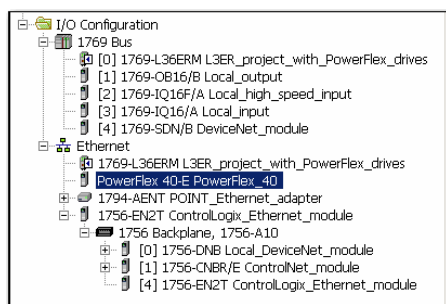 I/O Configuration
1769 Bus
[0] 1769-L36ERM L3ER_project_with_PowerFlex_drives
[1] 1769-OB16/B Local_output
[2] 1769-IQ16F/A Local_high_speed_input
[3] 1769-IQ16/A Local_input
[4] 1769-SDN/B DeviceNet_module
Ethernet
1769-L36ERM L3ER_project_with_PowerFlex_drives
PowerFlex 40-E PowerFlex_40
1794-AENT POINT_Ethernet_adapter
1756-EN2T ControlLogix_Ethernet_module
1756 Backplane, 1756-A10
[0] 1756-DNB Local_DeviceNet_module
[1] 1756-CNBR/E ControlNet_module
[4] 1756-EN2T ControlLogix_Ethernet_module